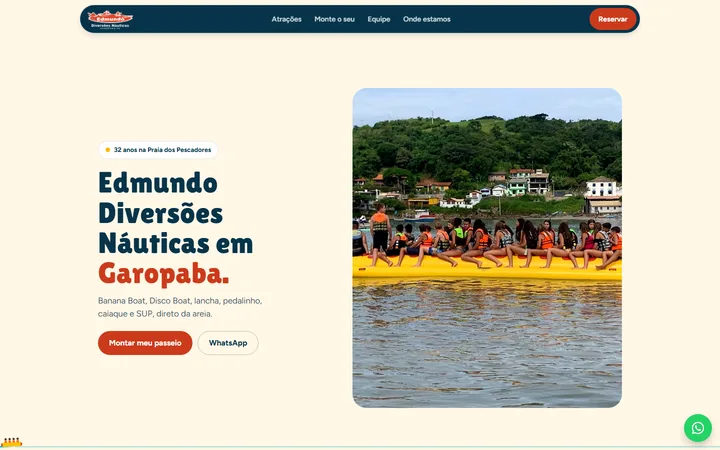 Edmundo
Diversões Náuticas
Atrações
Monte o seu
Equipe
Onde estamos
Reservar
32 anos na Praia dos Pescadores
Edmundo
Diversões
Náuticas em
Garopaba.
Banana Boat, Disco Boat, lancha, pedalinho,
caiaque e SUP, direto da areia.
Montar meu passeio
WhatsApp